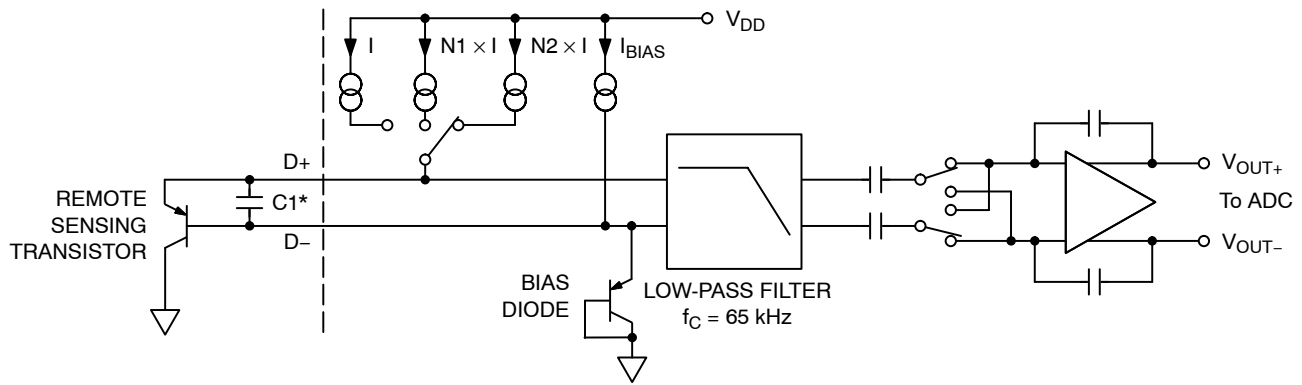 V_DD
I
N1 × I
N2 × I
I_BIAS
D+
REMOTE
SENSING
TRANSISTOR
C1*
D−
BIAS
DIODE
LOW-PASS FILTER
f_C = 65 kHz
V_OUT+
To ADC
V_OUT−